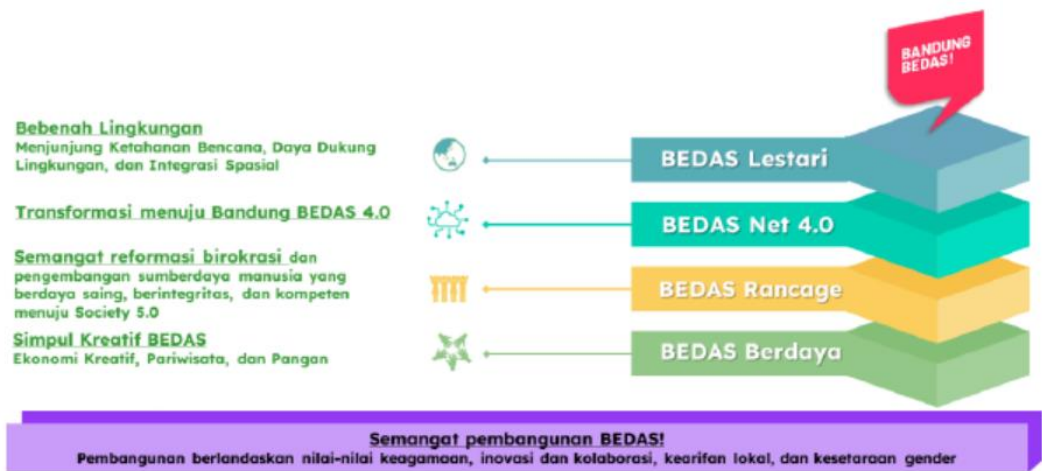 BANDUNG
BEDAS!
Bebenah Lingkungan
Menjunjung Ketahanan Bencana, Daya Dukung
Lingkungan, dan Integrasi Spasial
BEDAS Lestari
Transformasi menuju Bandung BEDAS 4.0
BEDAS Net 4.0
Semangat reformasi birokrasi dan
pengembangan sumberdaya manusia yang
berdaya saing, berintegritas, dan kompeten
menuju Society 5.0
BEDAS Rancage
Simpul Kreatif BEDAS
Ekonomi Kreatif, Pariwisata, dan Pangan
BEDAS Berdaya
Semangat pembangunan BEDAS!
Pembangunan berlandaskan nilai-nilai keagamaan, inovasi dan kolaborasi, kearifan lokal, dan kesetaraan gender